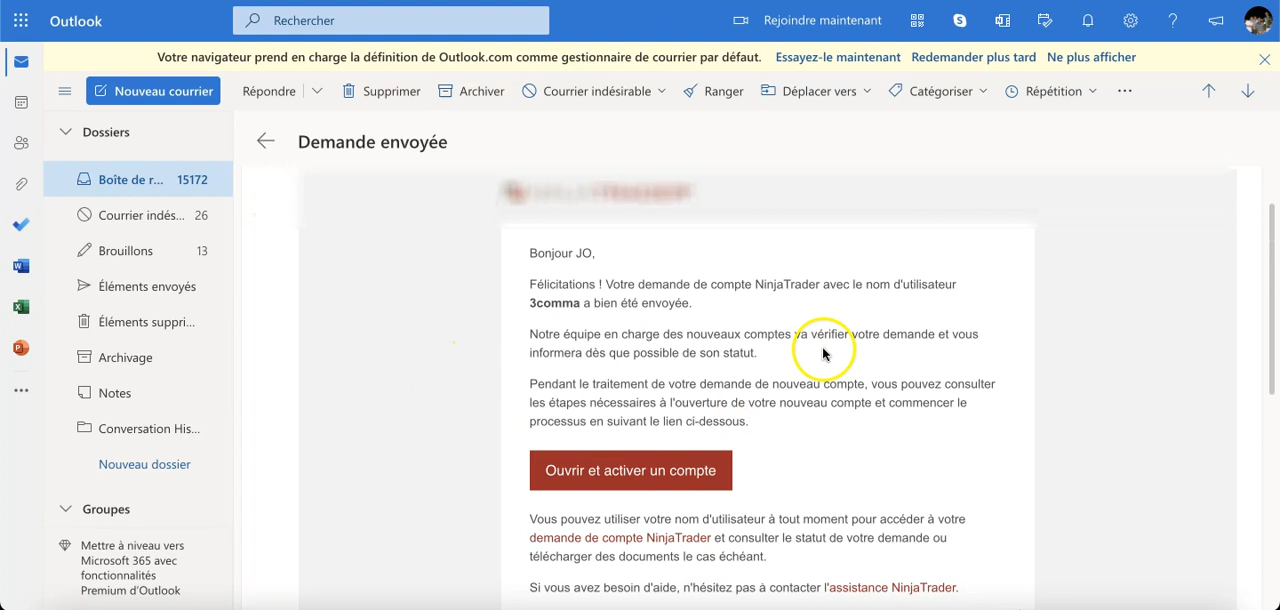 Outlook
Rechercher
Rejoindre maintenant
Votre navigateur prend en charge la définition de Outlook.com comme gestionnaire de courrier par défaut. Essayez-le maintenant Redemander plus tard Ne plus afficher
Nouveau courrier
Répondre Supprimer Archiver Courrier indésirable Ranger Déplacer vers Catégoriser Répétition
Dossiers
Boîte de r... 15172
Courrier indés... 26
Brouillons 13
Éléments envoyés
Éléments suppri...
Archivage
Notes
Conversation His...
Nouveau dossier
Groupes
Mettre à niveau vers
Microsoft 365 avec
fonctionnalités
Premium d'Outlook
Demande envoyée
Bonjour JO,
Félicitations ! Votre demande de compte NinjaTrader avec le nom d'utilisateur
3comma a bien été envoyée.
Notre équipe en charge des nouveaux comptes va vérifier votre demande et vous
informera dès que possible de son statut.
Pendant le traitement de votre demande de nouveau compte, vous pouvez consulter
les étapes nécessaires à l'ouverture de votre nouveau compte et commencer le
processus en suivant le lien ci-dessous.
Ouvrir et activer un compte
Vous pouvez utiliser votre nom d'utilisateur à tout moment pour accéder à votre
demande de compte NinjaTrader et consulter le statut de votre demande ou
télécharger des documents le cas échéant.
Si vous avez besoin d'aide, n'hésitez pas à contacter l'assistance NinjaTrader.